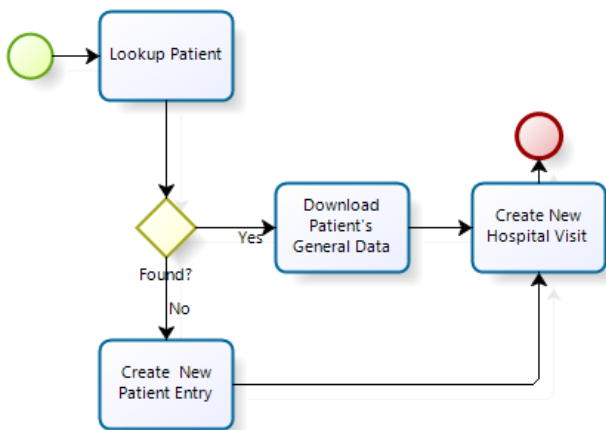 Lookup Patient
Download
Patient's
General Data
Create New
Hospital Visit
Yes
Found?
No
Create  New
Patient Entry